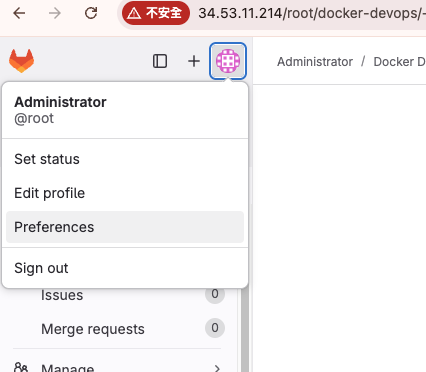 不安全 34.53.11.214/root/docker-devops/-
Administrator / Docker D
Administrator
@root
Set status
Edit profile
Preferences
Sign out
Issues 0
Merge requests 0
Manage